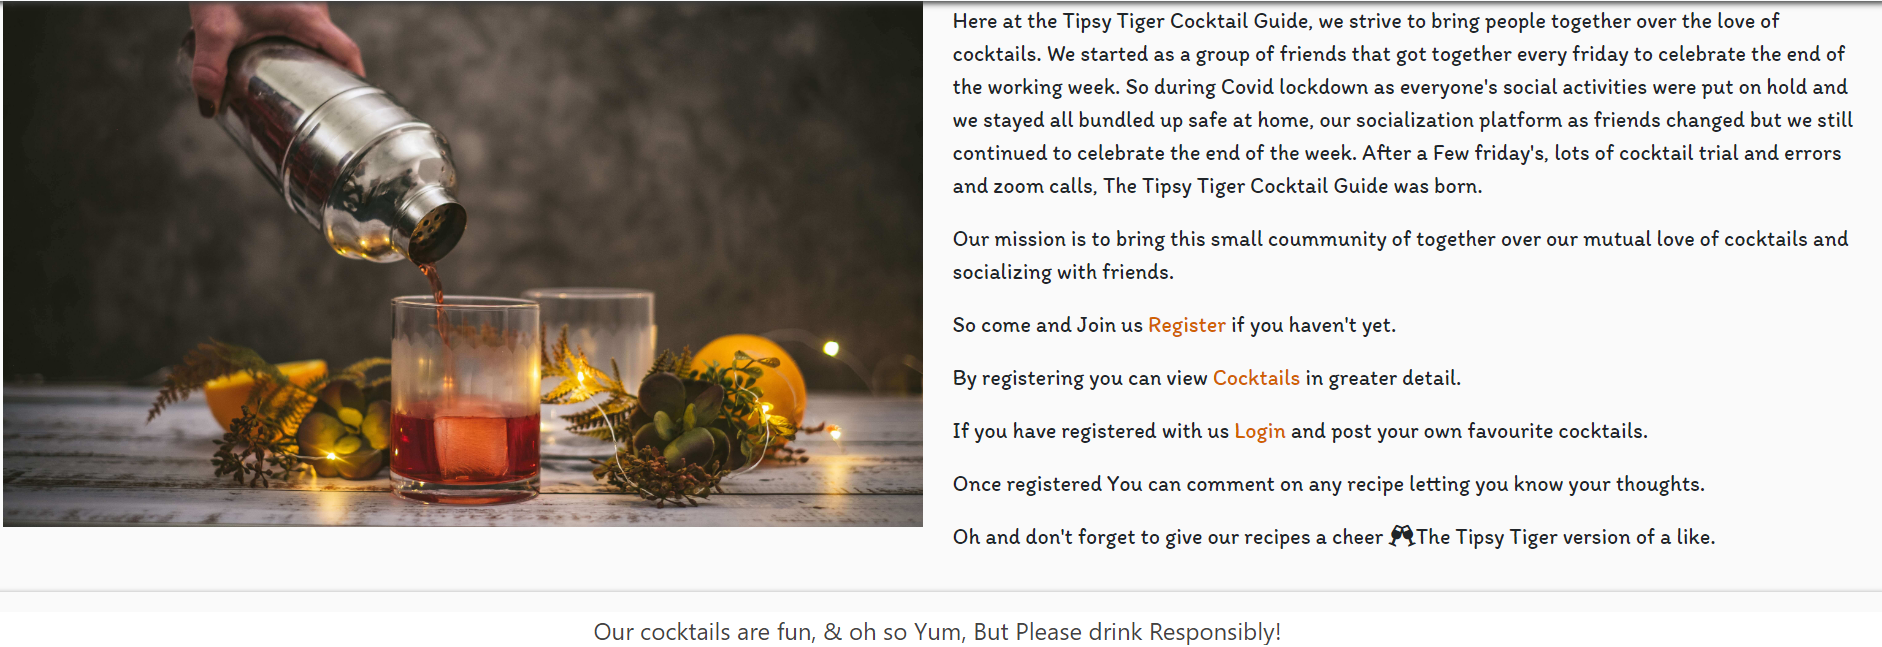 Here at the Tipsy Tiger Cocktail Guide, we strive to bring people together over the love of
cocktails. We started as a group of friends that got together every friday to celebrate the end of
the working week. So during Covid lockdown as everyone's social activities were put on hold and
we stayed all bundled up safe at home, our socialization platform as friends changed but we still
continued to celebrate the end of the week. After a Few friday's, lots of cocktail trial and errors
and zoom calls, The Tipsy Tiger Cocktail Guide was born.
Our mission is to bring this small coummunity of together over our mutual love of cocktails and
socializing with friends.
So come and Join us Register if you haven't yet.
By registering you can view Cocktails in greater detail.
If you have registered with us Login and post your own favourite cocktails.
Once registered You can comment on any recipe letting you know your thoughts.
Oh and don't forget to give our recipes a cheer The Tipsy Tiger version of a like.
Our cocktails are fun, & oh so Yum, But Please drink Responsibly!